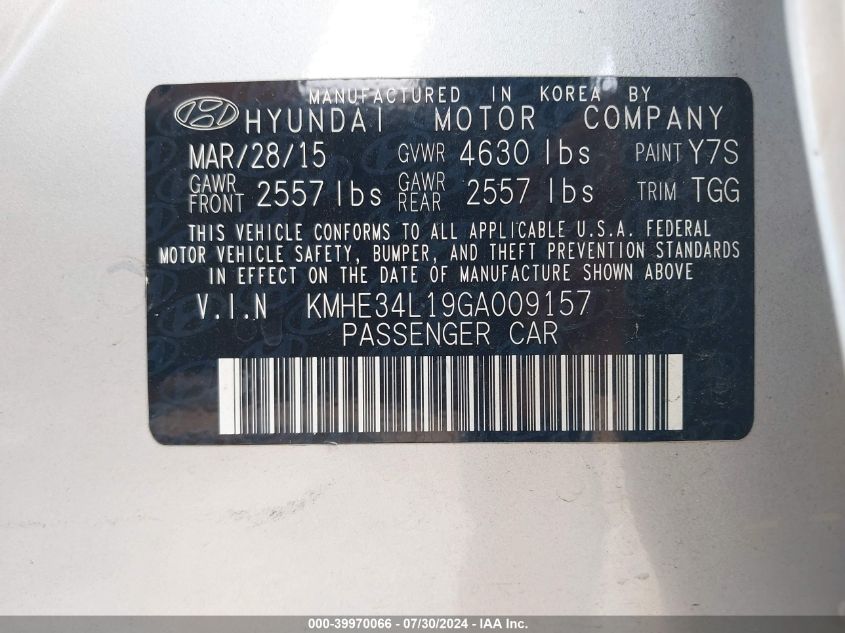 MANUFACTURED IN KOREA BY
HYUNDAI MOTOR COMPANY
MAR/28/15 GVWR 4630 lbs PAINT Y7S
GAWR FRONT 2557 lbs GAWR REAR 2557 lbs TRIM TGG
THIS VEHICLE CONFORMS TO ALL APPLICABLE U.S.A. FEDERAL
MOTOR VEHICLE SAFETY, BUMPER, AND THEFT PREVENTION STANDARDS
IN EFFECT ON THE DATE OF MANUFACTURE SHOWN ABOVE
V.I.N KMHE34L19GA009157
PASSENGER CAR
000-39970066 - 07/30/2024 - IAA Inc.